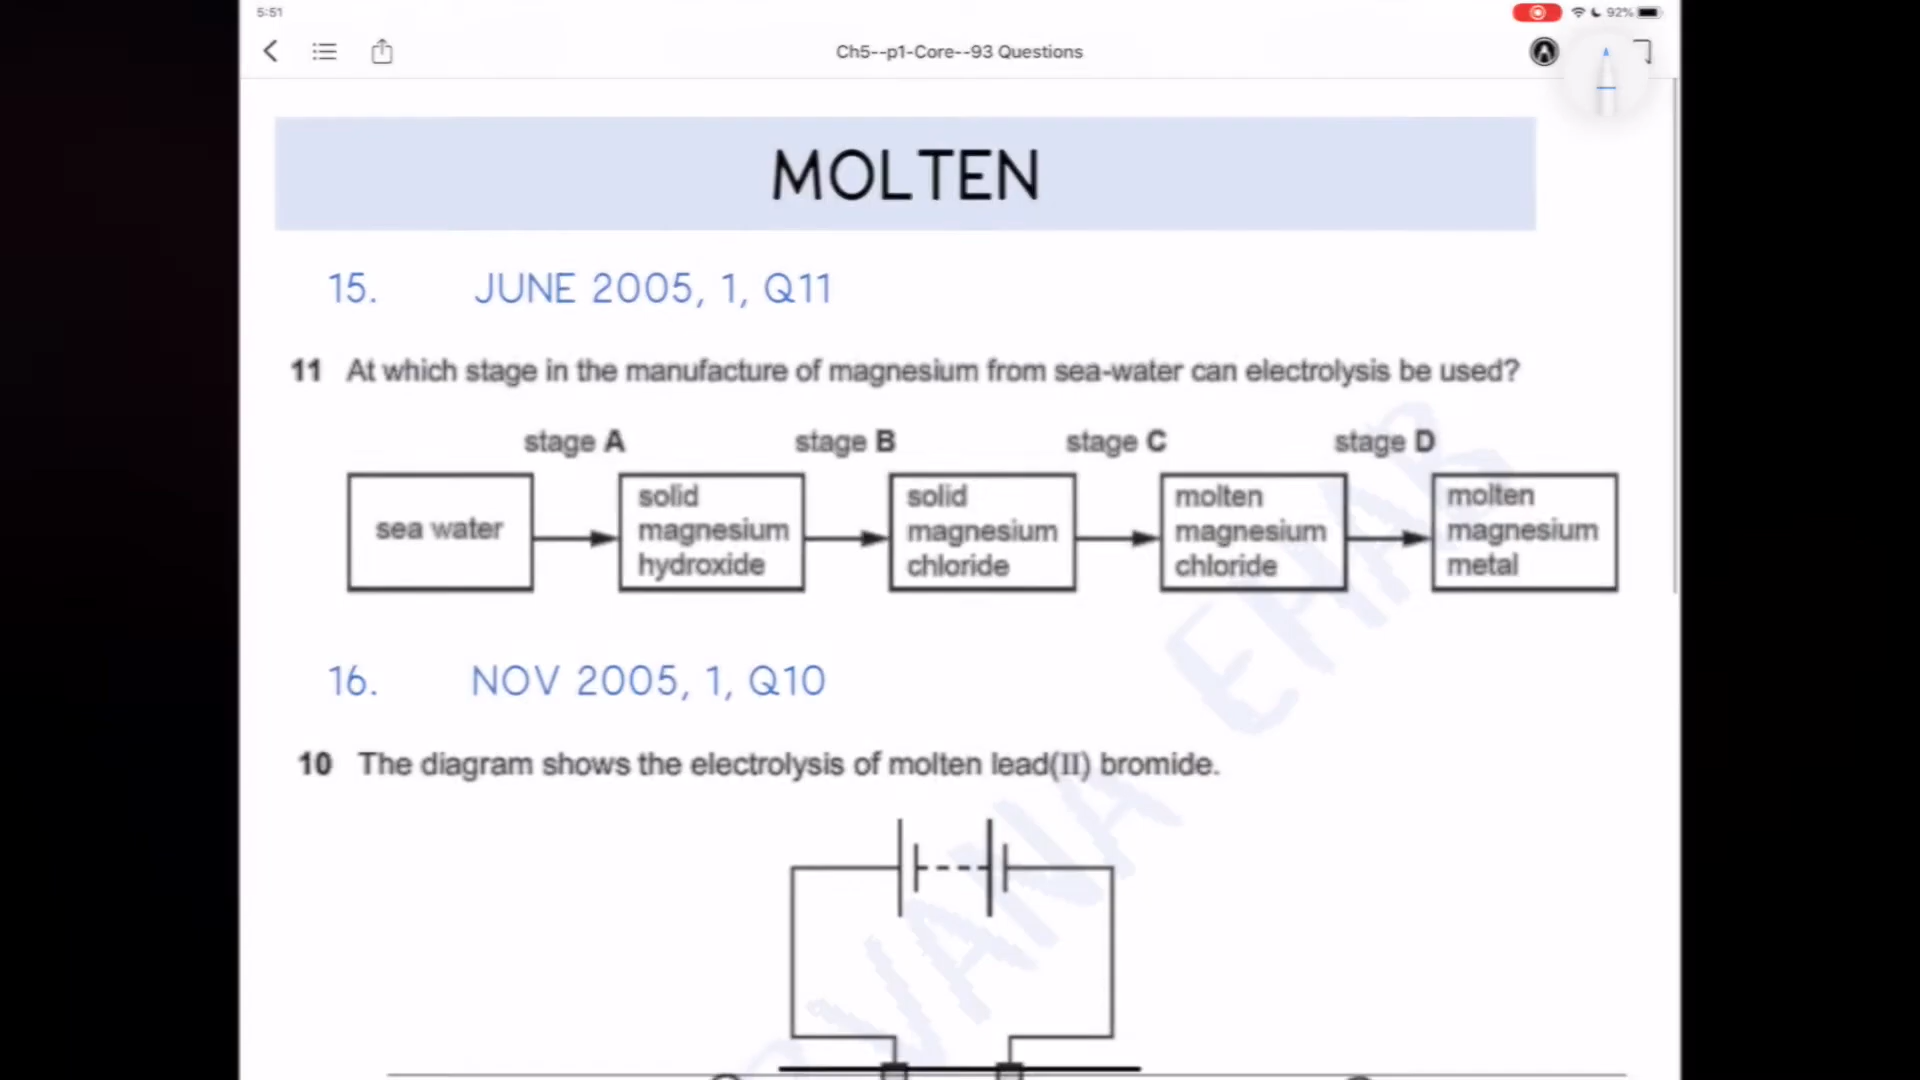 5:51
92%
Ch5--p1-Core--93 Questions
MOLTEN
15. JUNE 2005, 1, Q11
11 At which stage in the manufacture of magnesium from sea-water can electrolysis be used?
stage A stage B stage C stage D
sea water
solid
magnesium
hydroxide
solid
magnesium
chloride
molten
magnesium
chloride
molten
magnesium
metal
16. NOV 2005, 1, Q10
10 The diagram shows the electrolysis of molten lead(II) bromide.
VANA EHAB